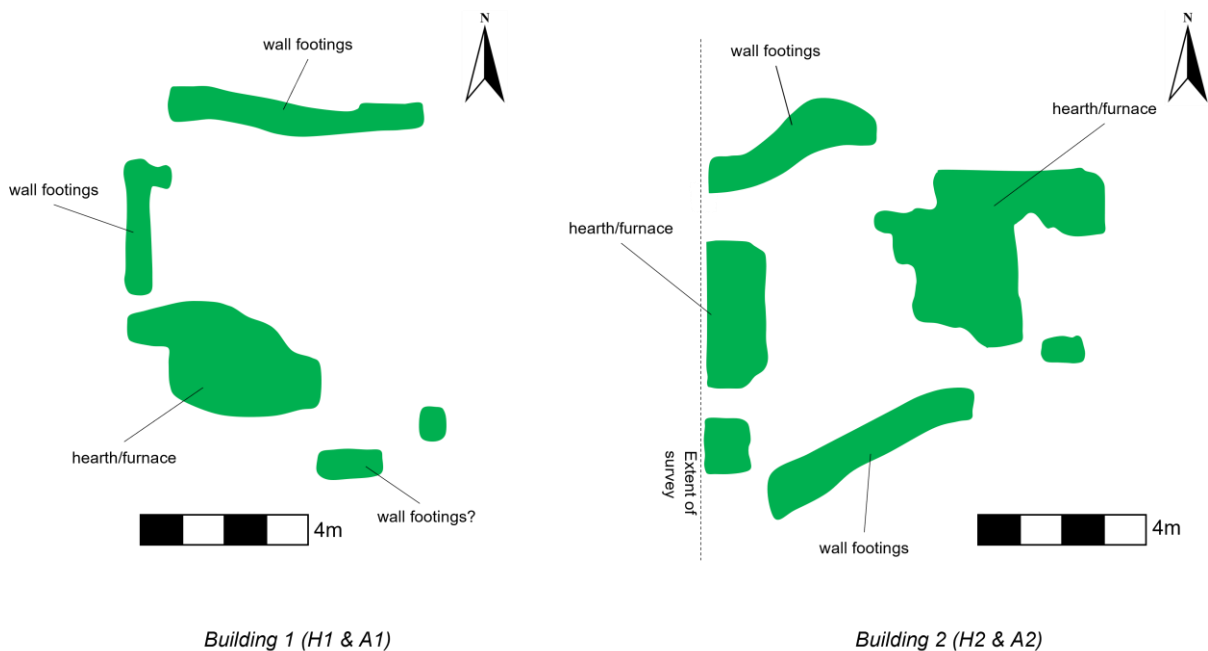 N
wall footings
wall footings
hearth/furnace
wall footings?
4m
Building 1 (H1 & A1)
N
wall footings
hearth/furnace
hearth/furnace
Extent of
survey
wall footings
4m
Building 2 (H2 & A2)